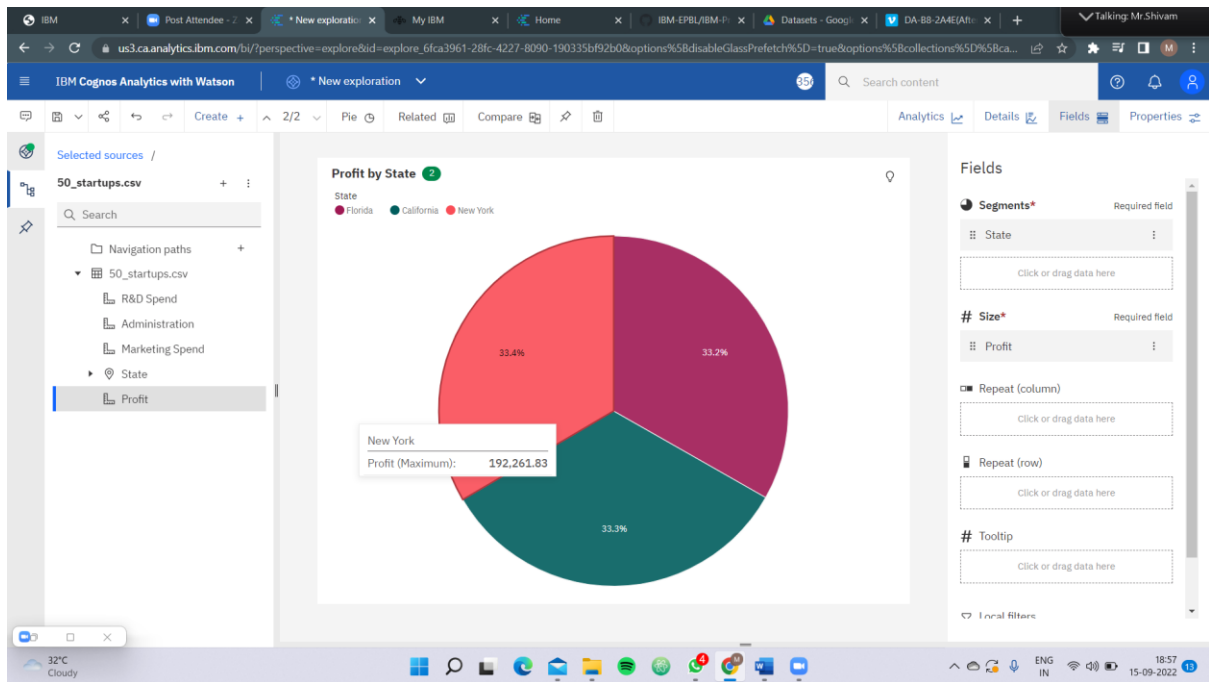 IBM
Post Attendee - Z
* New exploration
My IBM
Home
IBM-EPBL/IBM-Pr
Datasets - Google
DA-B8-2A4E(After
Talking: Mr.Shivam
us3.ca.analytics.ibm.com/bi/?perspective=explore&id=explore_6fca3961-28fc-4227-8090-190335bf92b0&options%5BdisableGlassPrefetch%5D=true&options%5Bcollections%5D%5Bca...
M
IBM Cognos Analytics with Watson
* New exploration
Search content
Create +
2/2
Pie
Related
Compare
Analytics
Details
Fields
Properties
Selected sources /
50_startups.csv
Search
Navigation paths
50_startups.csv
R&D Spend
Administration
Marketing Spend
State
Profit
Profit by State 2
State
Florida California New York
33.4%
33.2%
33.3%
New York
Profit (Maximum): 192,261.83
Fields
Segments* Required field
State
Click or drag data here
Size* Required field
Profit
Click or drag data here
Repeat (column)
Click or drag data here
Repeat (row)
Click or drag data here
Tooltip
Click or drag data here
Local filters
32°C
Cloudy
ENG
IN
18:57
15-09-2022
13